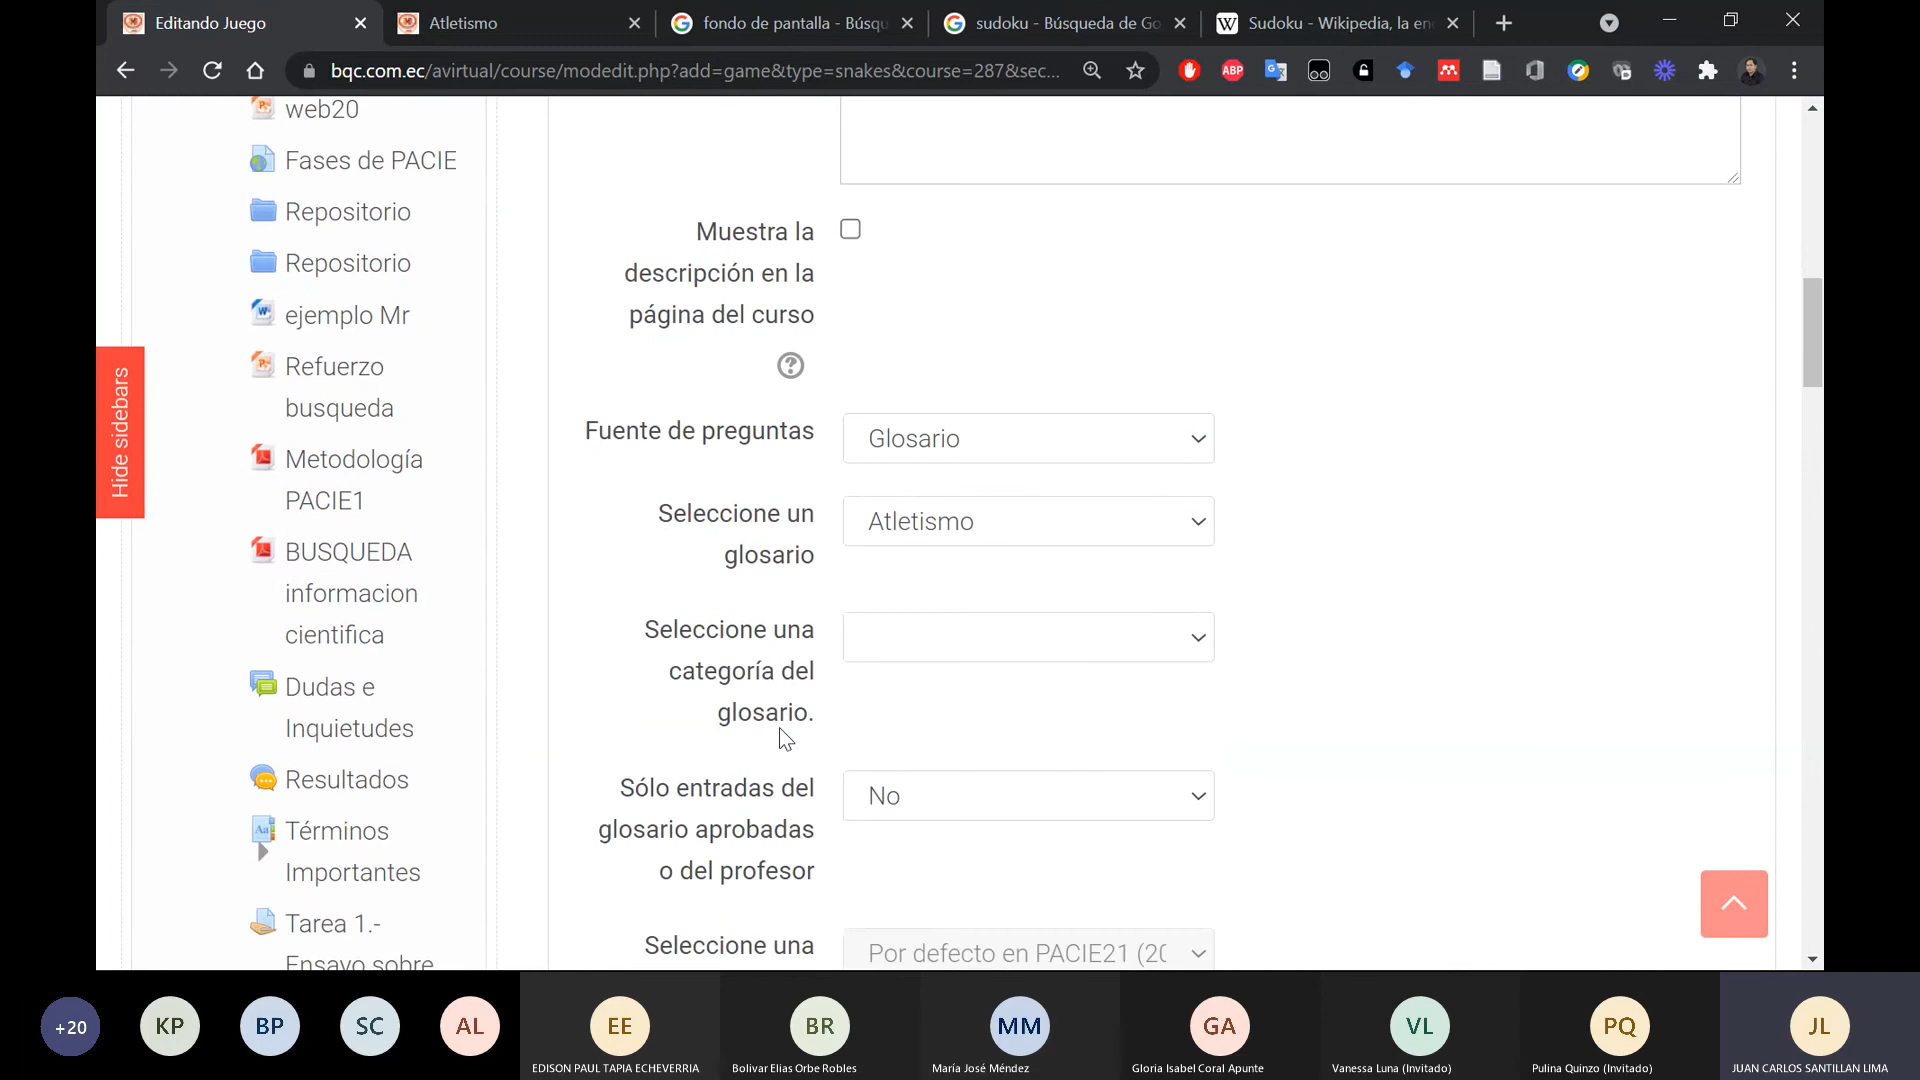 Editando Juego
Atletismo
fondo de pantalla - Búsqu
sudoku - Búsqueda de Go
Sudoku - Wikipedia, la en
bqc.com.ec/avirtual/course/modedit.php?add=game&type=snakes&course=287&sec...
web20
Fases de PACIE
Repositorio
Repositorio
ejemplo Mr
Refuerzo
busqueda
Metodología
PACIE1
BUSQUEDA
informacion
cientifica
Dudas e
Inquietudes
Resultados
Términos
Importantes
Tarea 1.-
Ensayo sobre
Hide sidebars
Muestra la
descripción en la
página del curso
Fuente de preguntas
Glosario
Seleccione un
glosario
Atletismo
Seleccione una
categoría del
glosario.
Sólo entradas del
glosario aprobadas
o del profesor
No
Seleccione una
Por defecto en PACIE21 (20
+20
KP
BP
SC
AL
EE
EDISON PAUL TAPIA ECHEVERRIA
BR
Bolivar Elias Orbe Robles
MM
María José Méndez
GA
Gloria Isabel Coral Apunte
VL
Vanessa Luna (Invitado)
PQ
Pulina Quinzo (Invitado)
JL
JUAN CARLOS SANTILLAN LIMA